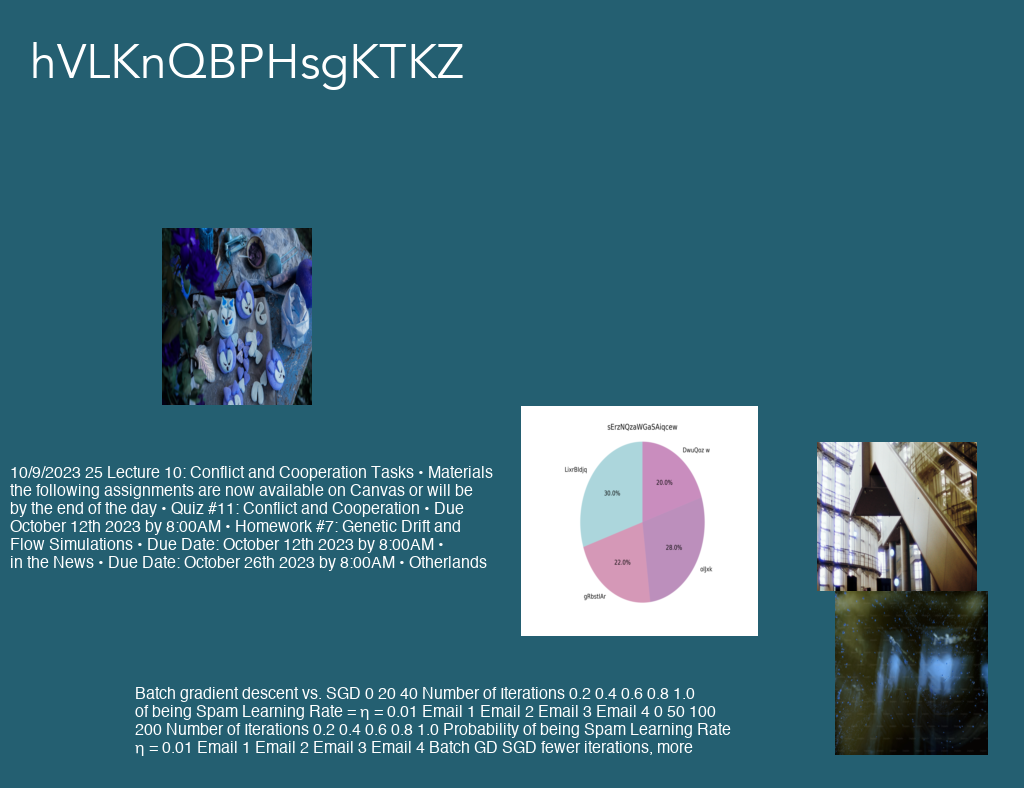 hVLKnQBPHsgKTKZ
sErzNQzaWGaSAiqcew
DwuQoz w
LixrBldjq
30.0%
20.0%
28.0%
22.0%
oJJxk
gRbstIAr
10/9/2023 25 Lecture 10: Conflict and Cooperation Tasks • Materials
the following assignments are now available on Canvas or will be
by the end of the day • Quiz #11: Conflict and Cooperation • Due
October 12th 2023 by 8:00AM • Homework #7: Genetic Drift and
Flow Simulations • Due Date: October 12th 2023 by 8:00AM •
in the News • Due Date: October 26th 2023 by 8:00AM • Otherlands
Batch gradient descent vs. SGD 0 20 40 Number of Iterations 0.2 0.4 0.6 0.8 1.0
of being Spam Learning Rate = η = 0.01 Email 1 Email 2 Email 3 Email 4 0 50 100
200 Number of Iterations 0.2 0.4 0.6 0.8 1.0 Probability of being Spam Learning Rate
η = 0.01 Email 1 Email 2 Email 3 Email 4 Batch GD SGD fewer iterations, more